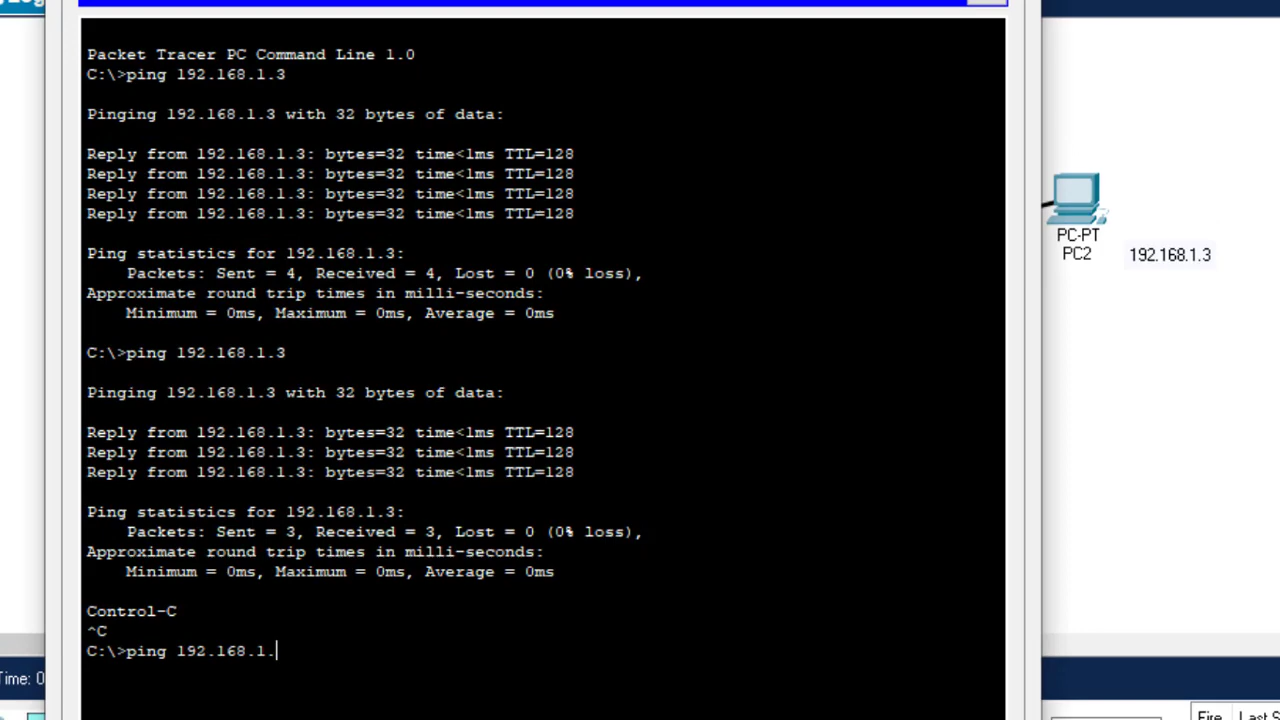 Packet Tracer PC Command Line 1.0
C:\>ping 192.168.1.3
Pinging 192.168.1.3 with 32 bytes of data:
Reply from 192.168.1.3: bytes=32 time<1ms TTL=128
Reply from 192.168.1.3: bytes=32 time<1ms TTL=128
Reply from 192.168.1.3: bytes=32 time<1ms TTL=128
Reply from 192.168.1.3: bytes=32 time<1ms TTL=128
Ping statistics for 192.168.1.3:
Packets: Sent = 4, Received = 4, Lost = 0 (0% loss),
Approximate round trip times in milli-seconds:
Minimum = 0ms, Maximum = 0ms, Average = 0ms
C:\>ping 192.168.1.3
Pinging 192.168.1.3 with 32 bytes of data:
Reply from 192.168.1.3: bytes=32 time<1ms TTL=128
Reply from 192.168.1.3: bytes=32 time<1ms TTL=128
Reply from 192.168.1.3: bytes=32 time<1ms TTL=128
Ping statistics for 192.168.1.3:
Packets: Sent = 3, Received = 3, Lost = 0 (0% loss),
Approximate round trip times in milli-seconds:
Minimum = 0ms, Maximum = 0ms, Average = 0ms
Control-C
^C
C:\>ping 192.168.1.
PC-PT
PC2
192.168.1.3
Time: 0
Fire Last S